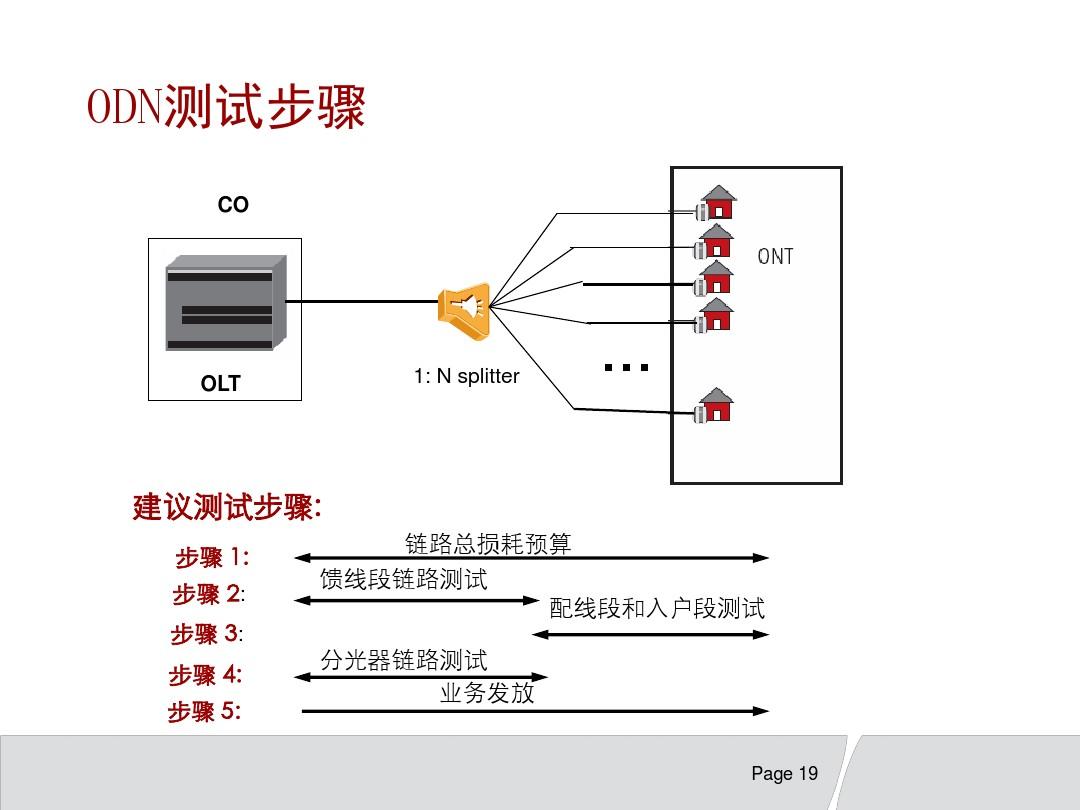 ODN测试步骤
CO
ONT
OLT
1: N splitter
...
建议测试步骤:
步骤 1:
链路总损耗预算
步骤 2:
馈线段链路测试
步骤 3:
配线段和入户段测试
步骤 4:
分光器链路测试
步骤 5:
业务发放
Page 19